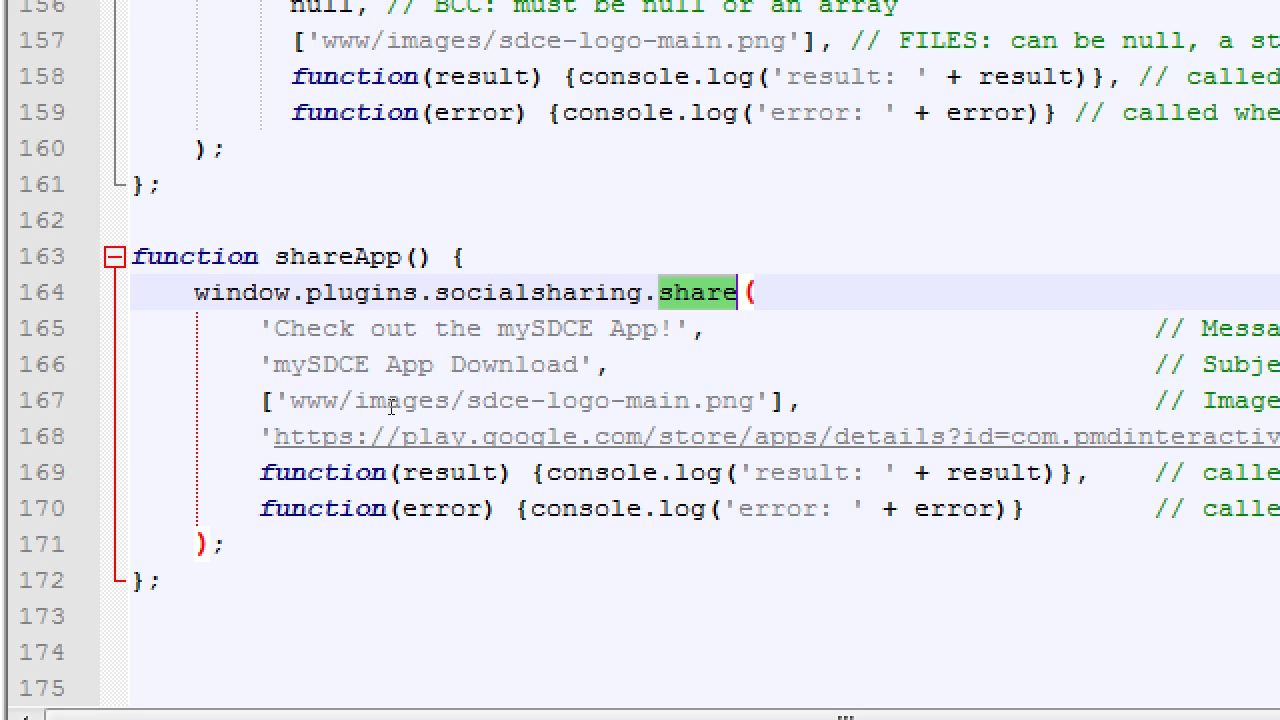 156 null, // BCC: must be null or an array
157 ['www/images/sdce-logo-main.png'], // FILES: can be null, a st
158 function(result) {console.log('result: ' + result)}, // called
159 function(error) {console.log('error: ' + error)} // called whe
160 );
161 };
162
163 function shareApp() {
164 window.plugins.socialsharing.share(
165 'Check out the mySDCE App!', // Messa
166 'mySDCE App Download', // Subje
167 ['www/images/sdce-logo-main.png'], // Image
168 'https://play.google.com/store/apps/details?id=com.pmdinteractiv
169 function(result) {console.log('result: ' + result)}, // calle
170 function(error) {console.log('error: ' + error)} // calle
171 );
172 };
173
174
175